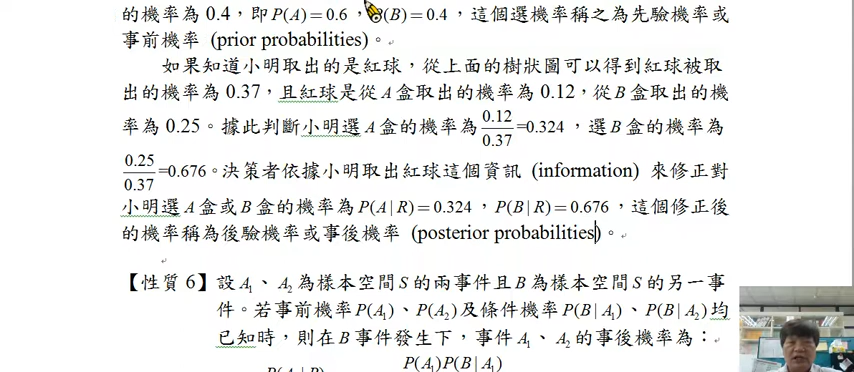 的機率為 0.4，即 P(A)=0.6，(B)=0.4，這個選機率稱之為先驗機率或
事前機率 (prior probabilities)。
如果知道小明取出的是紅球，從上面的樹狀圖可以得到紅球被取
出的機率為 0.37，且紅球是從 A 盒取出的機率為 0.12，從 B 盒取出的機
率為 0.25。據此判斷小明選 A 盒的機率為 0.12/0.37=0.324，選 B 盒的機率為
0.25/0.37=0.676。決策者依據小明取出紅球這個資訊 (information) 來修正對
小明選 A 盒或 B 盒的機率為 P(A|R)=0.324，P(B|R)=0.676，這個修正後
的機率稱為後驗機率或事後機率 (posterior probabilities)。
【性質 6】設 A₁、A₂ 為樣本空間 S 的兩事件且 B 為樣本空間 S 的另一事
件。若事前機率 P(A₁)、P(A₂) 及條件機率 P(B|A₁)、P(B|A₂) 均
已知時，則在 B 事件發生下，事件 A₁、A₂ 的事後機率為：
P(A₁)P(B|A₁)